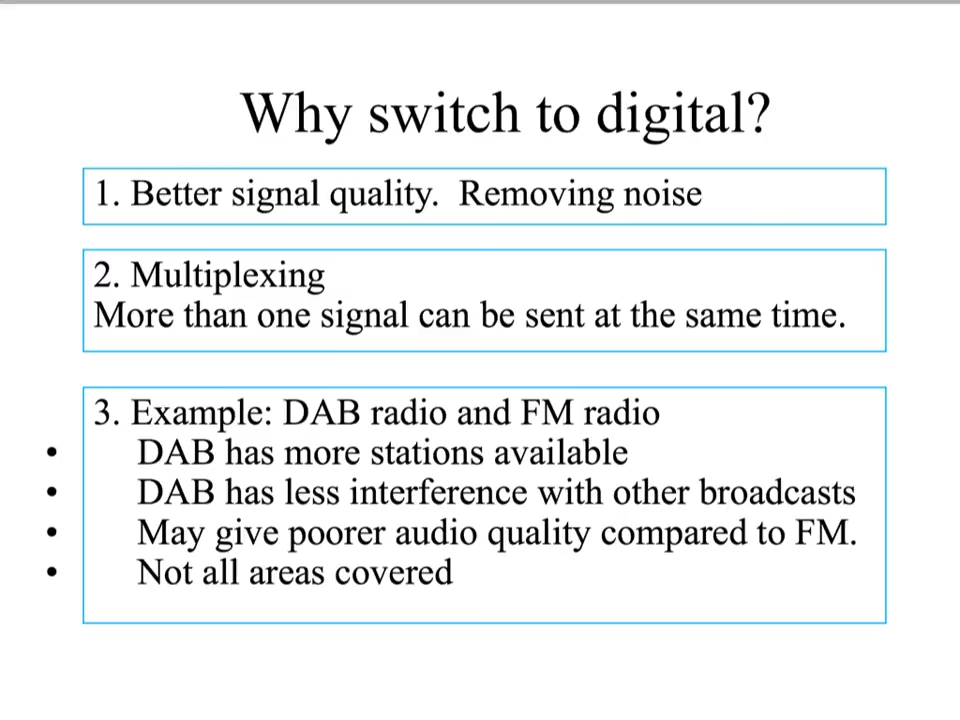 Why switch to digital?
1. Better signal quality.  Removing noise
2. Multiplexing
More than one signal can be sent at the same time.
3. Example: DAB radio and FM radio
• DAB has more stations available
• DAB has less interference with other broadcasts
• May give poorer audio quality compared to FM.
• Not all areas covered